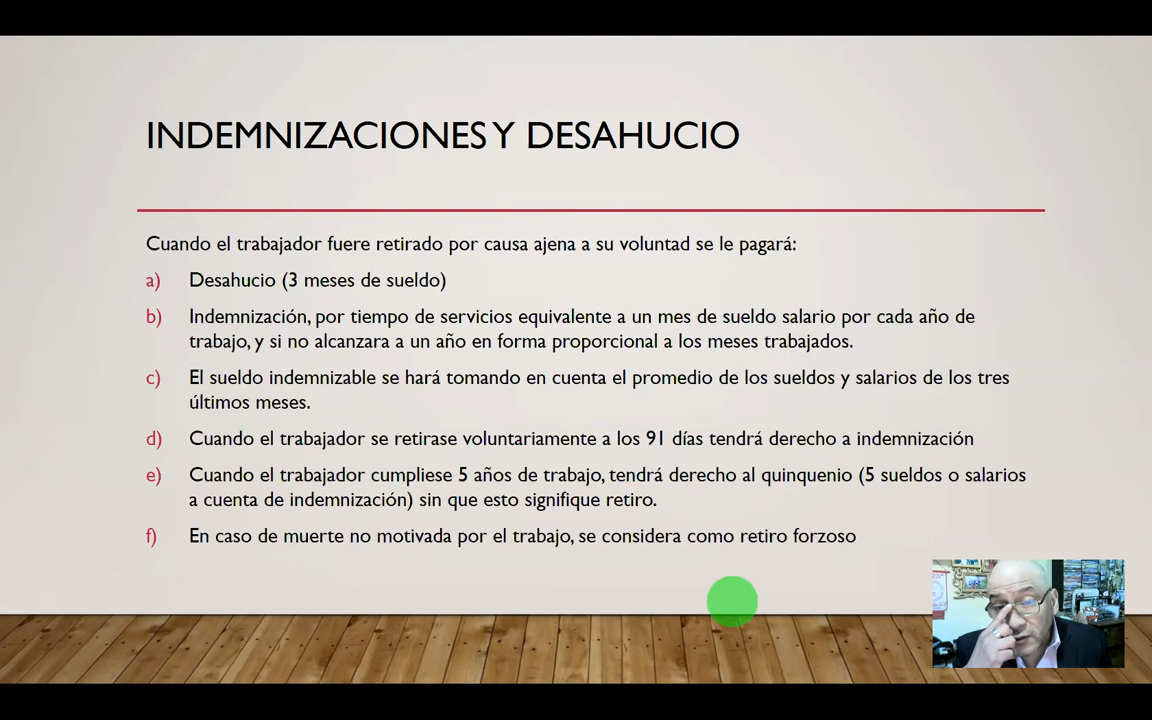 INDEMNIZACIONES Y DESAHUCIO
Cuando el trabajador fuere retirado por causa ajena a su voluntad se le pagará:
a) Desahucio (3 meses de sueldo)
b) Indemnización, por tiempo de servicios equivalente a un mes de sueldo salario por cada año de
trabajo, y si no alcanzara a un año en forma proporcional a los meses trabajados.
c) El sueldo indemnizable se hará tomando en cuenta el promedio de los sueldos y salarios de los tres
últimos meses.
d) Cuando el trabajador se retirase voluntariamente a los 91 días tendrá derecho a indemnización
e) Cuando el trabajador cumpliese 5 años de trabajo, tendrá derecho al quinquenio (5 sueldos o salarios
a cuenta de indemnización) sin que esto signifique retiro.
f) En caso de muerte no motivada por el trabajo, se considera como retiro forzoso